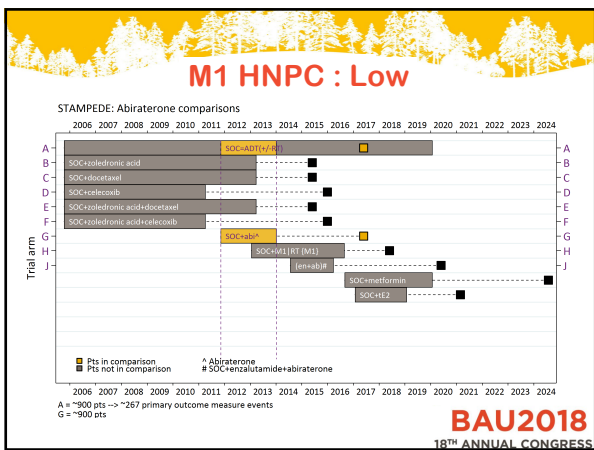 M1 HNPC : Low
STAMPEDE: Abiraterone comparisons
2006 2007 2008 2009 2010 2011 2012 2013 2014 2015 2016 2017 2018 2019 2020 2021 2022 2023 2024
A SOC=ADT(+/-RT) A
B SOC+zoledronic acid B
C SOC+docetaxel C
D SOC+celecoxib D
E SOC+zoledronic acid+docetaxel E
F SOC+zoledronic acid+celecoxib F
G SOC+abi^ G
H SOC+M1|RT (M1) H
J (en+ab)# J
SOC+metformin
SOC+tE2
Trial arm
Pts in comparison ^ Abiraterone
Pts not in comparison # SOC+enzalutamide+abiraterone
2006 2007 2008 2009 2010 2011 2012 2013 2014 2015 2016 2017 2018 2019 2020 2021 2022 2023 2024
A = ~900 pts --> ~267 primary outcome measure events
G = ~900 pts
BAU2018
18TH ANNUAL CONGRESS